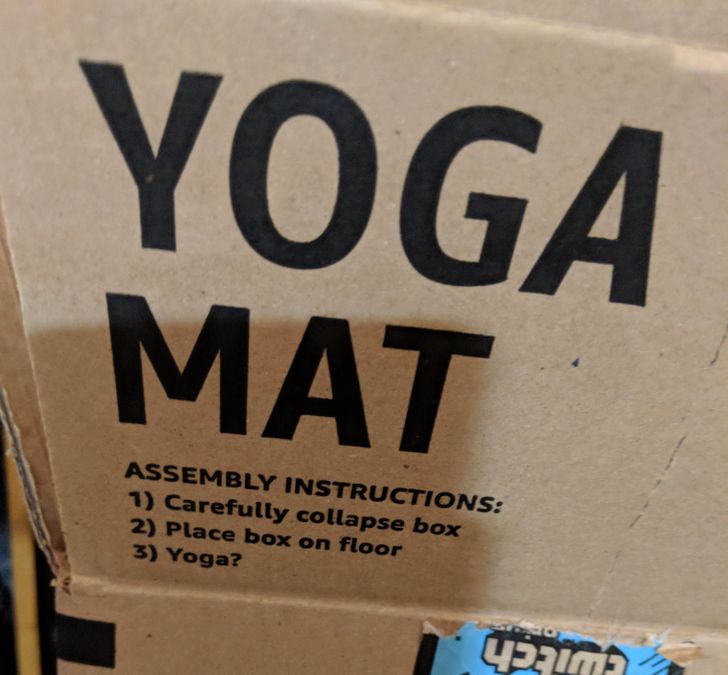 YOGA
MAT
ASSEMBLY INSTRUCTIONS:
1) Carefully collapse box
2) Place box on floor
3) Yoga?
twitch